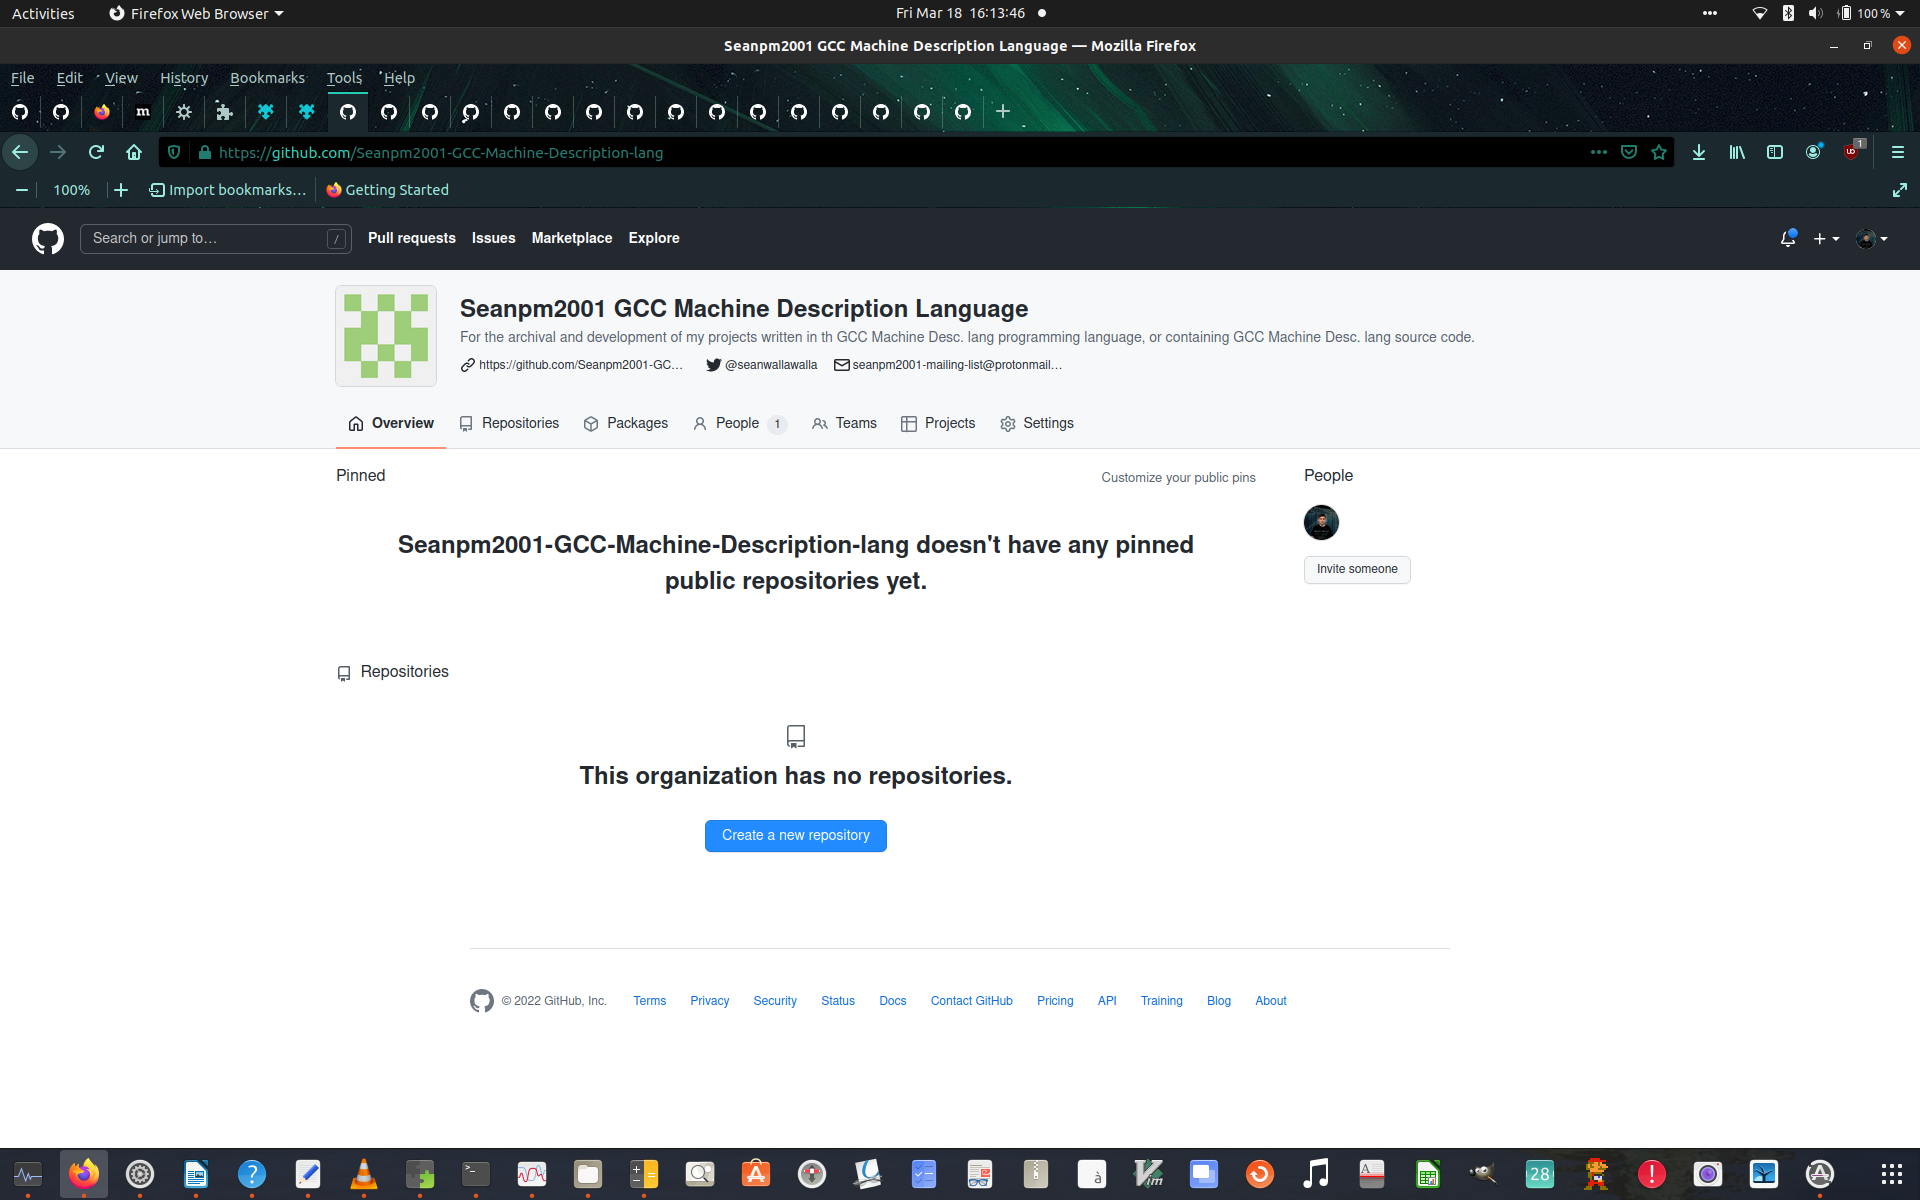 Activities Firefox Web Browser Fri Mar 18 16:13:46 100 %
Seanpm2001 GCC Machine Description Language — Mozilla Firefox
File Edit View History Bookmarks Tools Help
m
https://github.com/Seanpm2001-GCC-Machine-Description-lang 1
100% Import bookmarks… Getting Started
Search or jump to… / Pull requests Issues Marketplace Explore
Seanpm2001 GCC Machine Description Language
For the archival and development of my projects written in th GCC Machine Desc. lang programming language, or containing GCC Machine Desc. lang source code.
https://github.com/Seanpm2001-GC… @seanwallawalla seanpm2001-mailing-list@protonmail…
Overview Repositories Packages People 1 Teams Projects Settings
Pinned Customize your public pins People
Seanpm2001-GCC-Machine-Description-lang doesn't have any pinned
public repositories yet.
Invite someone
Repositories
This organization has no repositories.
Create a new repository
© 2022 GitHub, Inc. Terms Privacy Security Status Docs Contact GitHub Pricing API Training Blog About
? >_ à Vim A 28 !